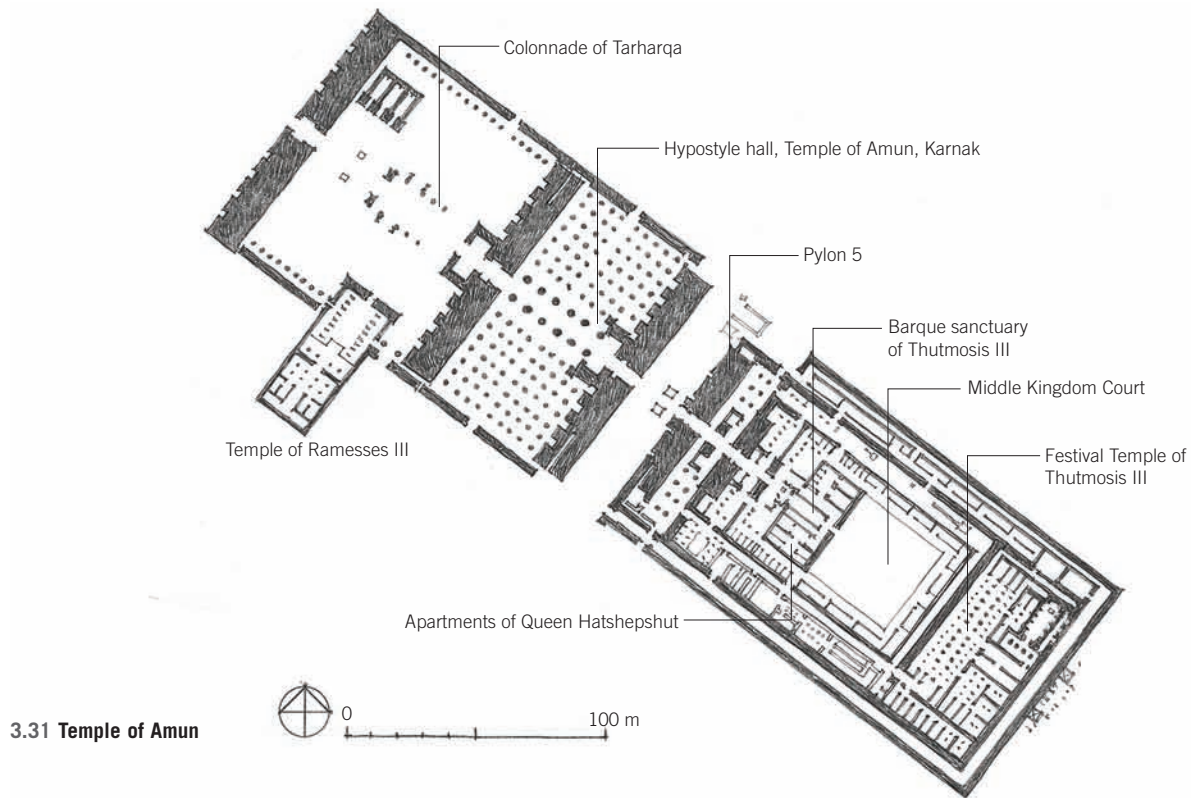 Colonnade of Tarharqa
Hypostyle hall, Temple of Amun, Karnak
Pylon 5
Barque sanctuary
of Thutmosis III
Middle Kingdom Court
Festival Temple of
Thutmosis III
Temple of Ramesses III
Apartments of Queen Hatshepshut
0
100 m
3.31 Temple of Amun